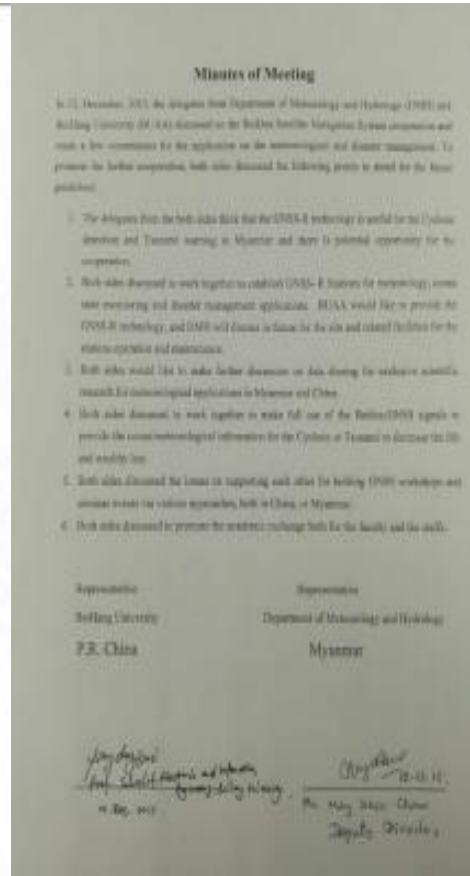 Minutes of Meeting
In 12, December, 2015, the delegates from Department of Meteorology and Hydrology (DMH) and
BeiHang University (BUAA) discussed on the BeiDou Satellite Navigation System cooperation and
reach a few consensuses for the application on the meteorological and disaster management. To
promote the further cooperation, both sides discussed the following points in detail for the future
guidelines:
1. The delegates from the both sides think that the GNSS-R technology is useful for the Cyclone
detection and Tsunami warning in Myanmar and there is potential opportunity for the
cooperation.
2. Both sides discussed to work together to establish GNSS-R Stations for meteorology, ocean
state monitoring and disaster management applications. BUAA would like to provide the
GNSS-R technology, and DMH will discuss in future for the site and related facilities for the
stations operation and maintenance.
3. Both sides would like to make further discussion on data sharing for exclusive scientific
research for meteorological applications in Myanmar and China.
4. Both sides discussed to work together to make full use of the Beidou/GNSS signals to
provide the ocean/meteorological information for the Cyclone or Tsunami to decrease the life
and wealthy loss.
5. Both sides discussed the issues on supporting each other for holding GNSS workshops and
seminar events via various approaches, both in China, or Myanmar.
6. Both sides discussed to promote the academic exchange both for the faculty and the staffs.
Representative
Representative
BeiHang University
Department of Meteorology and Hydrology
P.R. China
Myanmar
Deputy Director